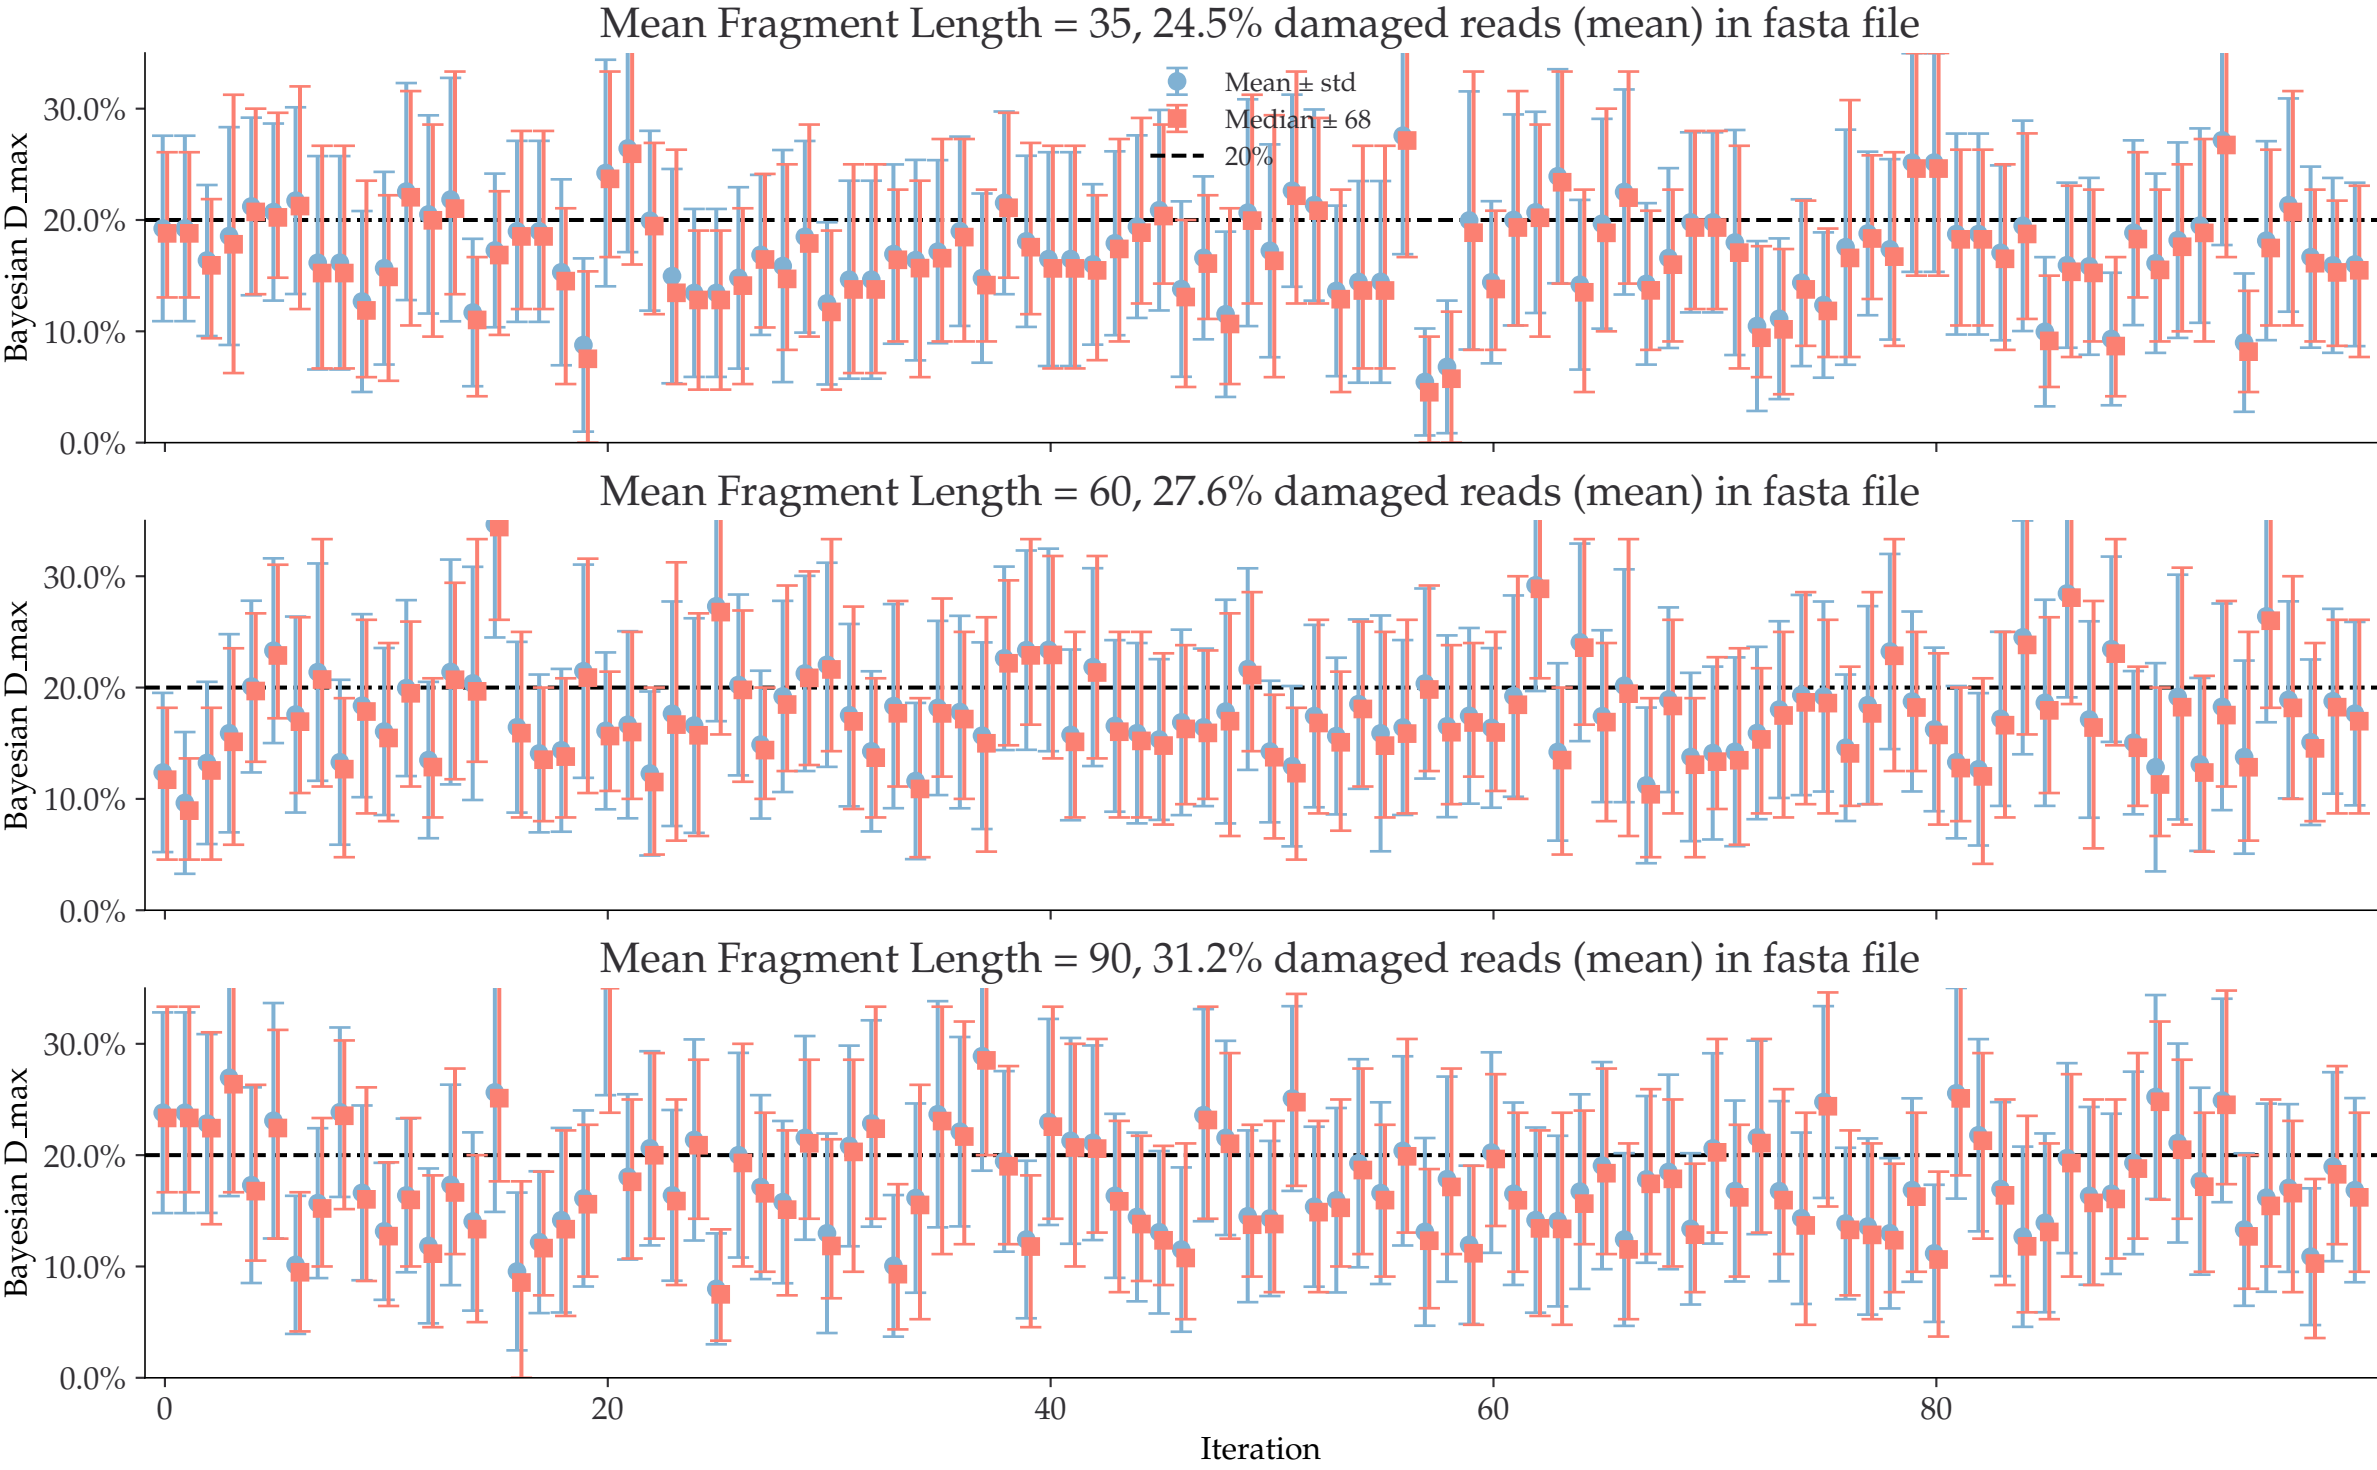 Mean Fragment Length = 35, 24.5% damaged reads (mean) in fasta file
Bayesian D_max
30.0%
20.0%
10.0%
0.0%
Mean ± std
Median ± 68
20%
Mean Fragment Length = 60, 27.6% damaged reads (mean) in fasta file
Bayesian D_max
30.0%
20.0%
10.0%
0.0%
Mean Fragment Length = 90, 31.2% damaged reads (mean) in fasta file
Bayesian D_max
30.0%
20.0%
10.0%
0.0%
0 20 40 60 80
Iteration